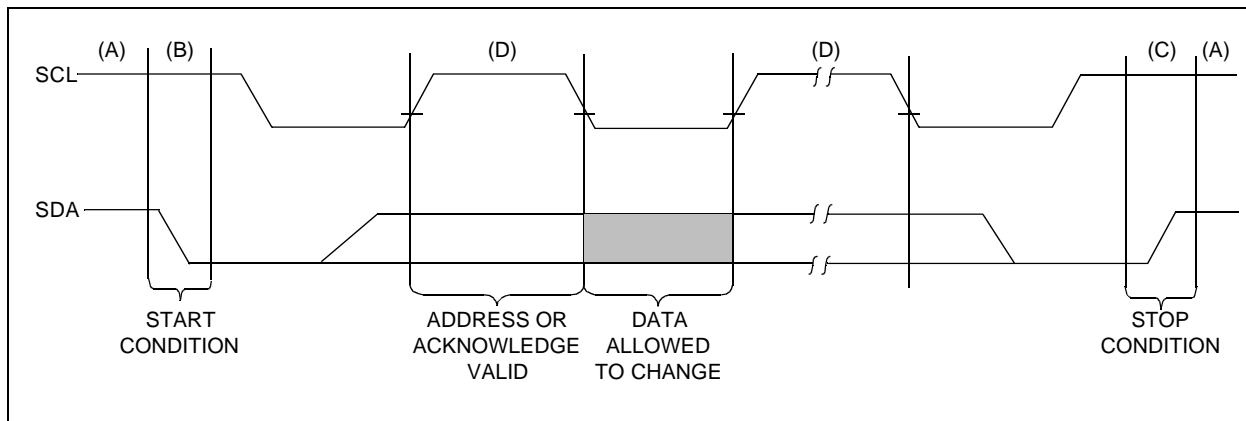 (A) (B) (D) (D) (C) (A)
SCL
SDA
START
CONDITION
ADDRESS OR
ACKNOWLEDGE
VALID
DATA
ALLOWED
TO CHANGE
STOP
CONDITION